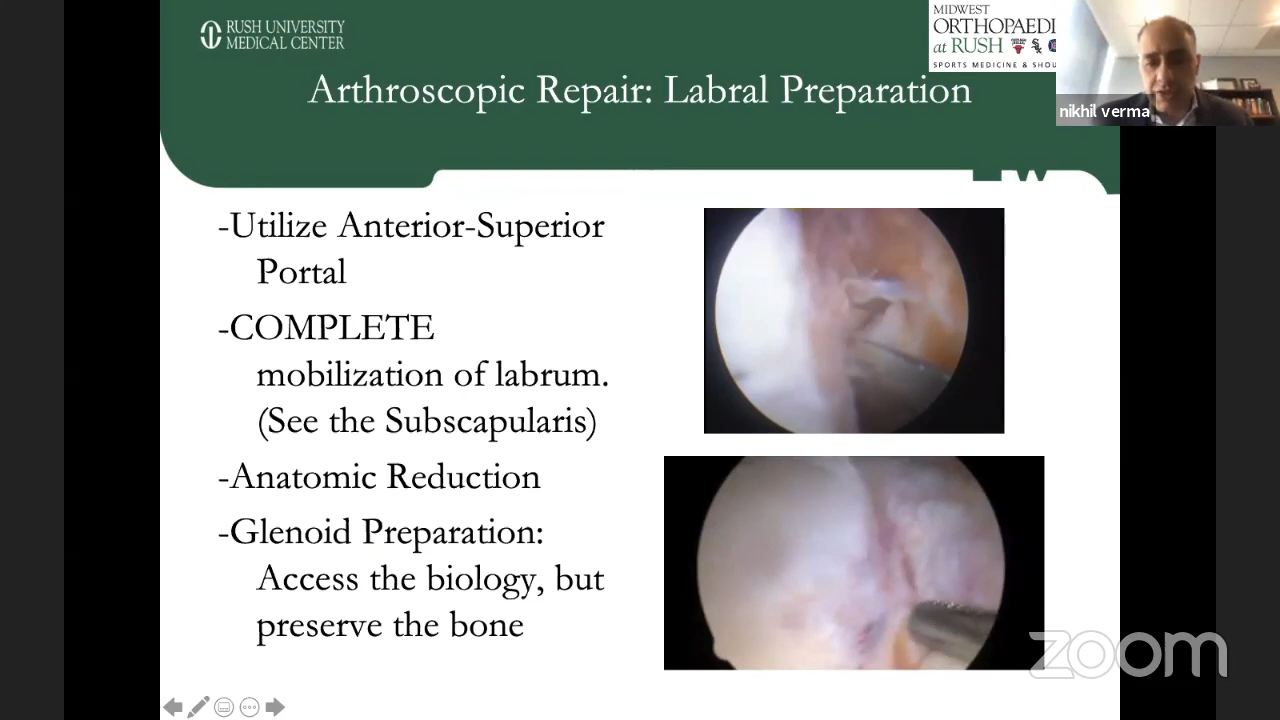 RUSH UNIVERSITY
MEDICAL CENTER
MIDWEST
ORTHOPAEDI
at RUSH
SPORTS MEDICINE & SHOU
nikhil verma
Arthroscopic Repair: Labral Preparation
-Utilize Anterior-Superior
Portal
-COMPLETE
mobilization of labrum.
(See the Subscapularis)
-Anatomic Reduction
-Glenoid Preparation:
Access the biology, but
preserve the bone
zoom